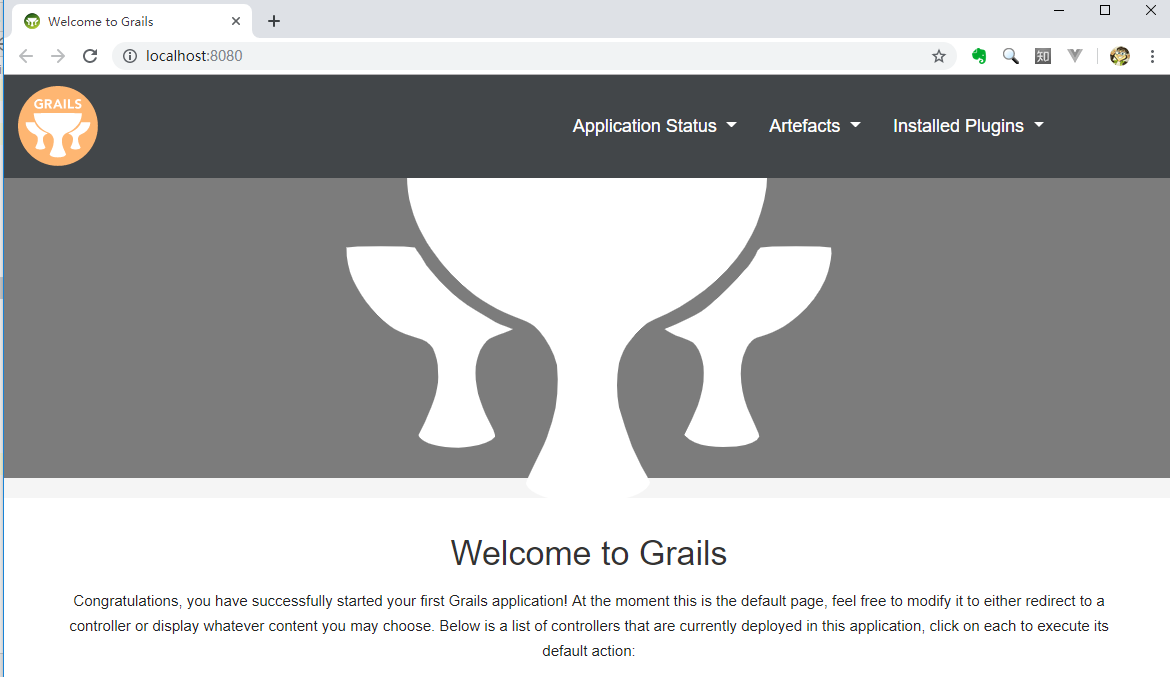 Welcome to Grails
localhost:8080
知
GRAILS
Application Status
Artefacts
Installed Plugins
Welcome to Grails
Congratulations, you have successfully started your first Grails application! At the moment this is the default page, feel free to modify it to either redirect to a
controller or display whatever content you may choose. Below is a list of controllers that are currently deployed in this application, click on each to execute its
default action: